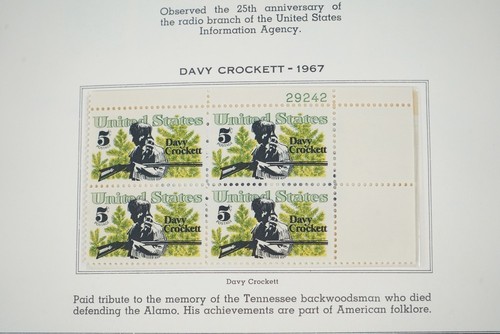 Observed the 25th anniversary of
the radio branch of the United States
Information Agency.
DAVY CROCKETT - 1967
29242
United States
5
Davy
Crockett
United States
5
Davy
Crockett
United States
5
Davy
Crockett
United States
5
Davy
Crockett
Davy Crockett
Paid tribute to the memory of the Tennessee backwoodsman who died
defending the Alamo. His achievements are part of American folklore.